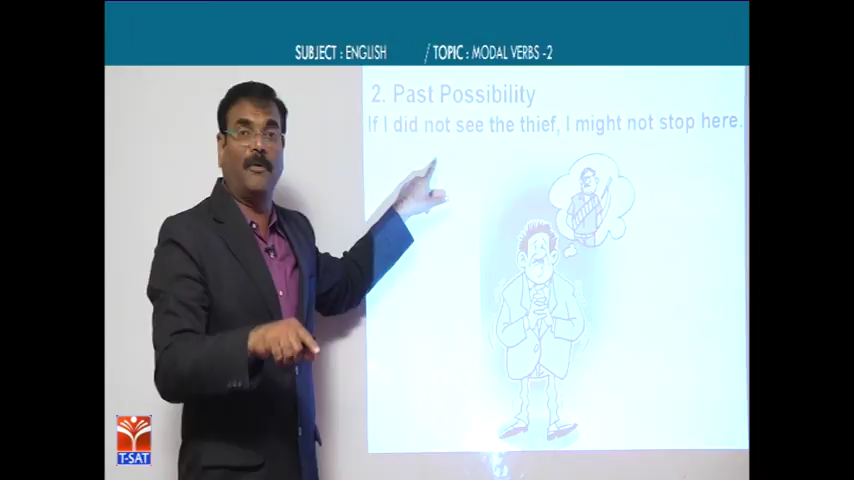 SUBJECT : ENGLISH / TOPIC : MODAL VERBS -2
2. Past Possibility
If I did not see the thief, I might not stop here.
T-SAT